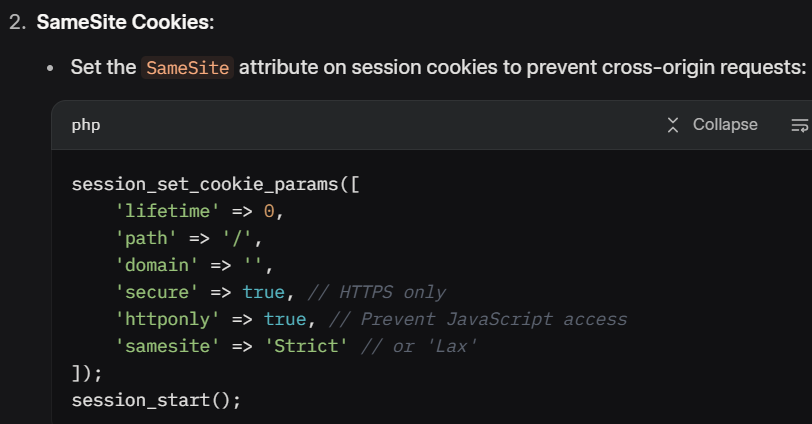 2. SameSite Cookies:
• Set the SameSite attribute on session cookies to prevent cross-origin requests:
php Collapse
session_set_cookie_params([
    'lifetime' => 0,
    'path' => '/',
    'domain' => '',
    'secure' => true, // HTTPS only
    'httponly' => true, // Prevent JavaScript access
    'samesite' => 'Strict' // or 'Lax'
]);
session_start();